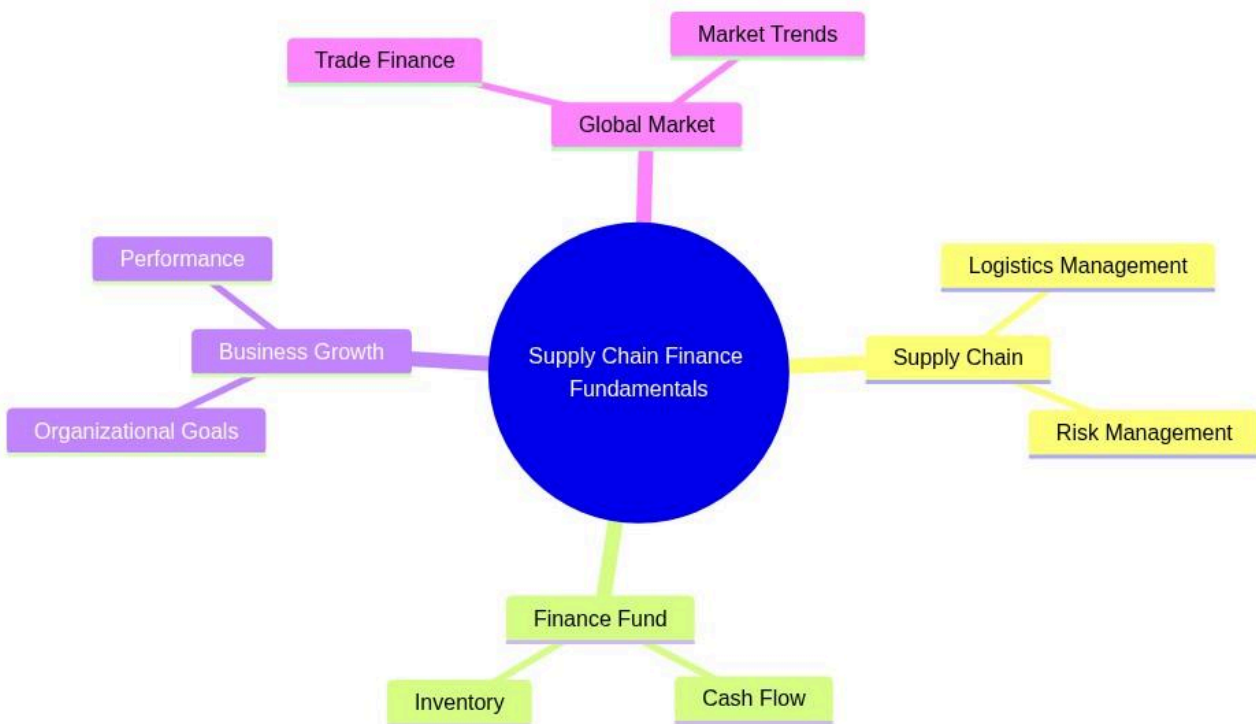 Market Trends
Trade Finance
Global Market
Performance
Logistics Management
Business Growth
Supply Chain
Supply Chain Finance
Fundamentals
Organizational Goals
Risk Management
Finance Fund
Inventory
Cash Flow